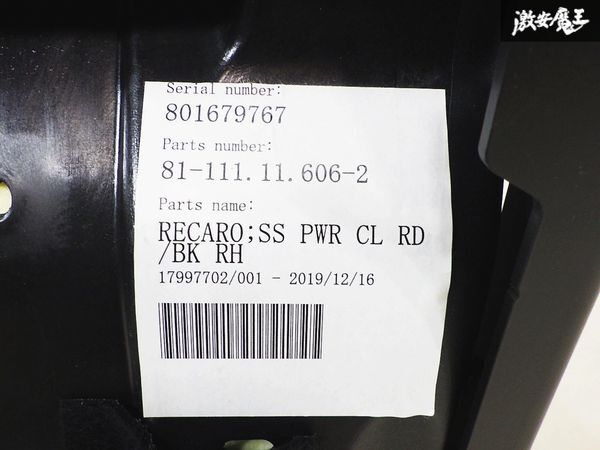 激安魔王
Serial number:
801679767
Parts number:
81-111.11.606-2
Parts name:
RECARO;SS PWR CL RD
/BK RH
17997702/001 - 2019/12/16